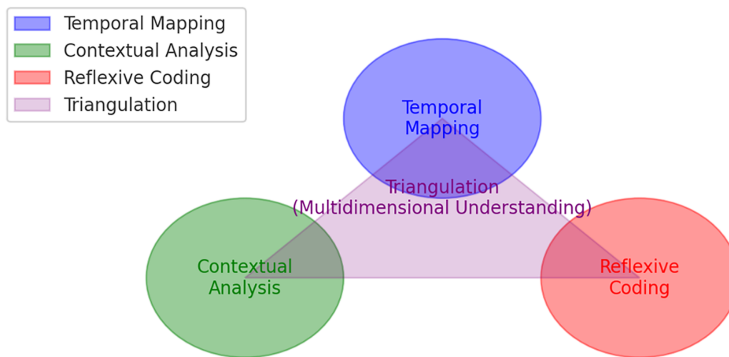 Temporal Mapping
Contextual Analysis
Reflexive Coding
Triangulation
Temporal
Mapping
Triangulation
(Multidimensional Understanding)
Contextual
Analysis
Reflexive
Coding